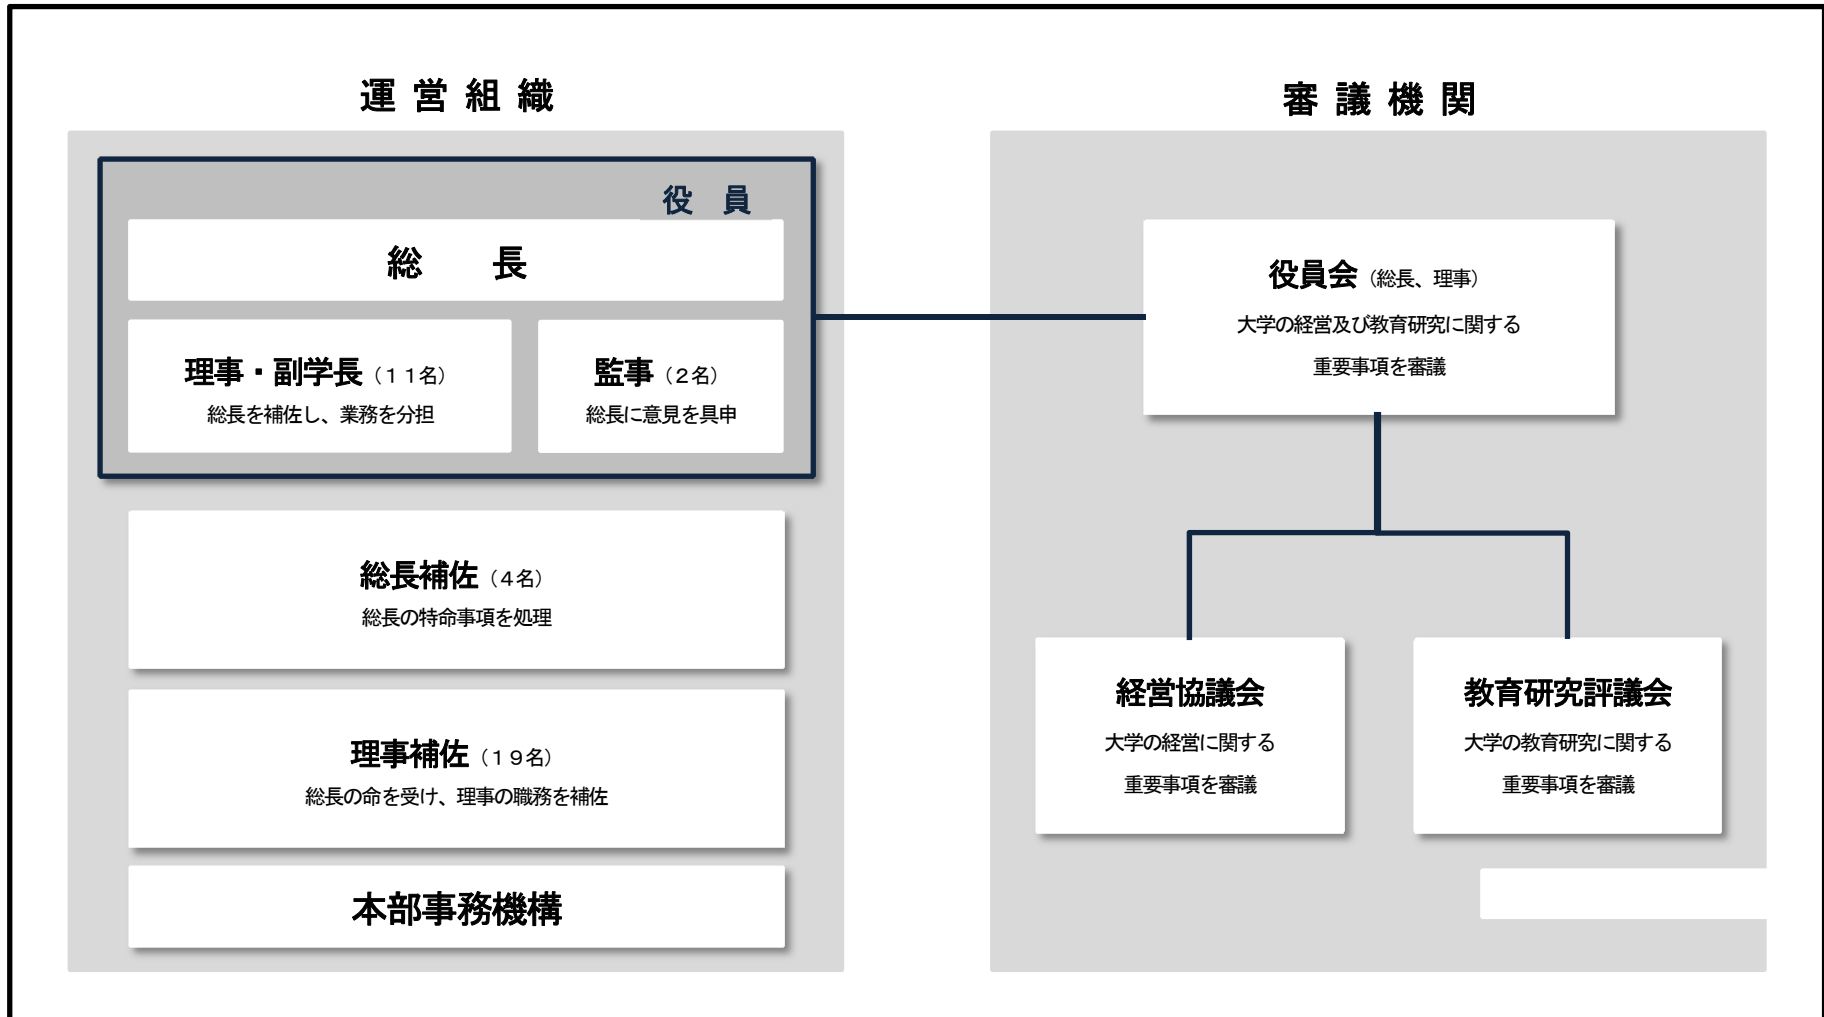 運営組織
役 員
総 長
理事・副学長（１１名）
総長を補佐し、業務を分担
監事（２名）
総長に意見を具申
総長補佐（４名）
総長の特命事項を処理
理事補佐（１９名）
総長の命を受け、理事の職務を補佐
本部事務機構
審議機関
役員会（総長、理事）
大学の経営及び教育研究に関する
重要事項を審議
経営協議会
大学の経営に関する
重要事項を審議
教育研究評議会
大学の教育研究に関する
重要事項を審議